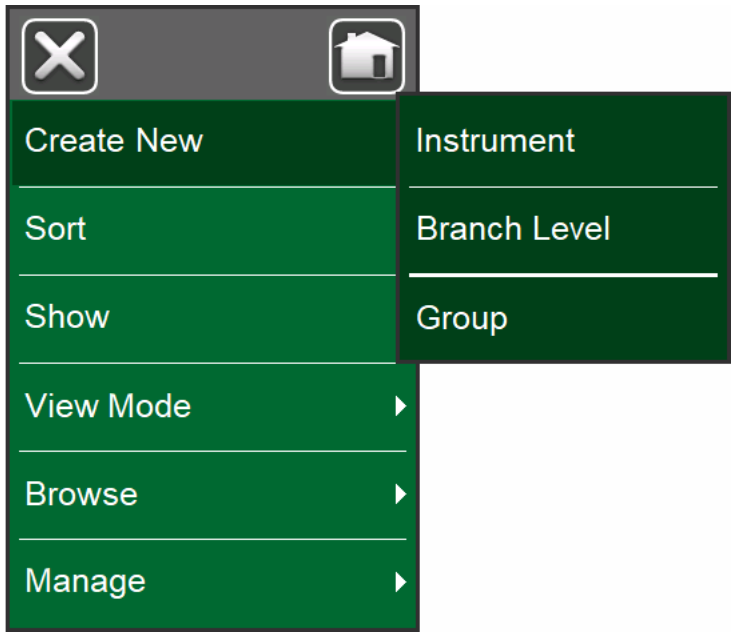 Create New
Instrument
Sort
Branch Level
Show
Group
View Mode
Browse
Manage